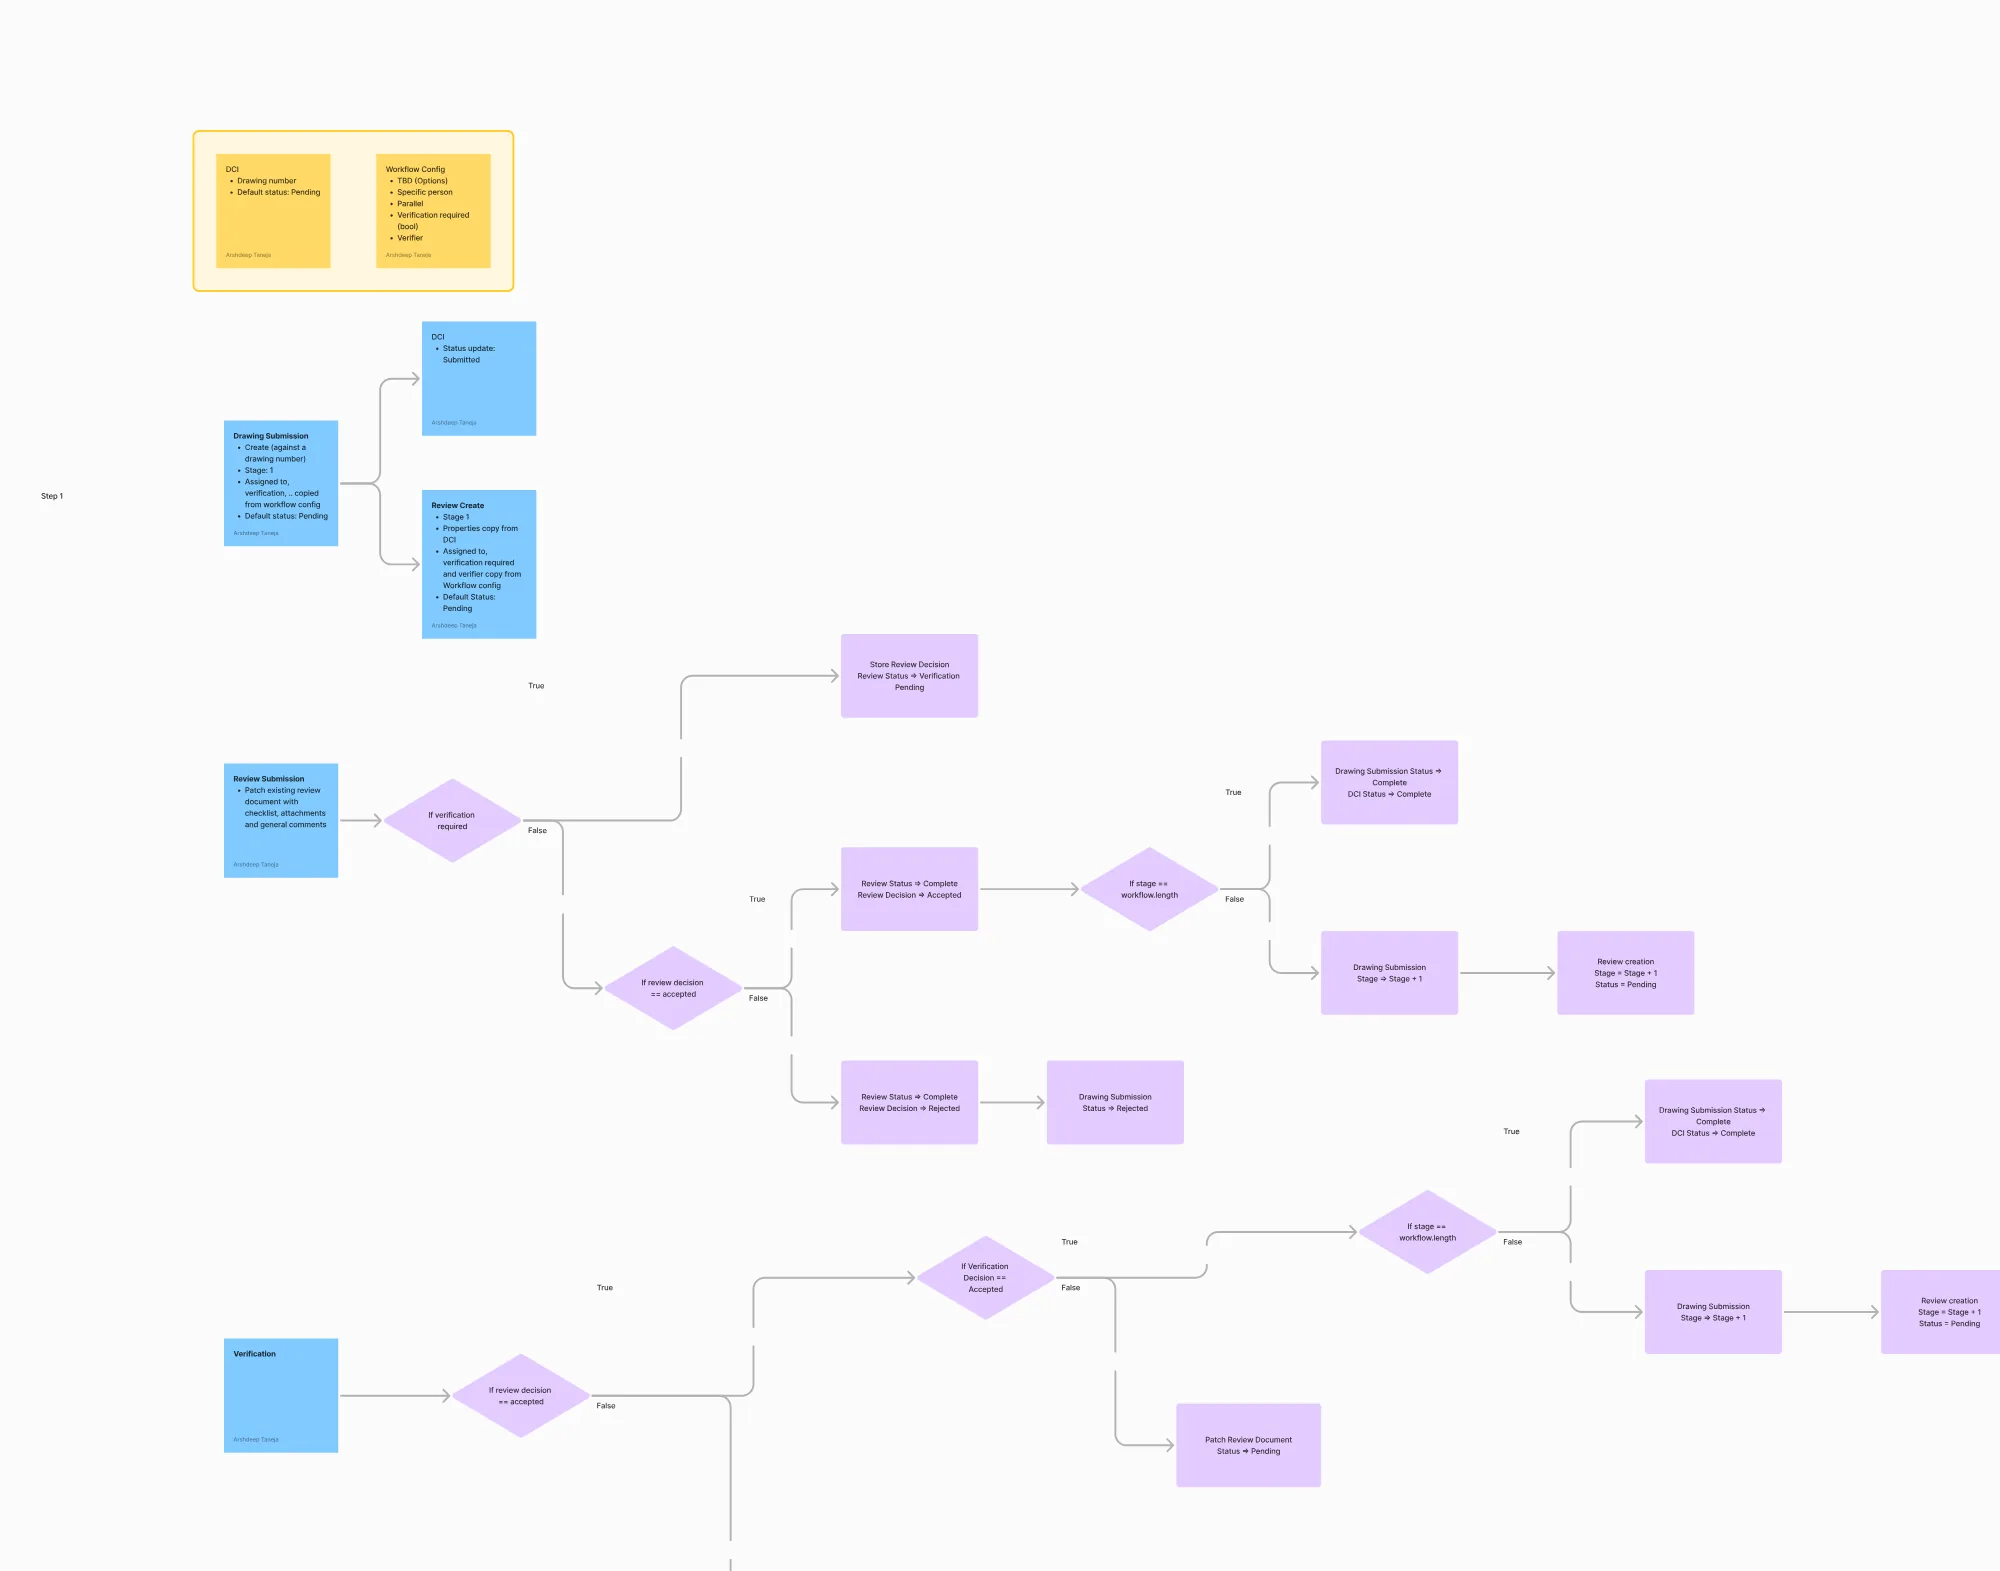 DCI
• Drawing number
• Default status: Pending
Arshdeep Taneja
Workflow Config
• TBD (Options)
• Specific person
• Parallel
• Verification required
(bool)
• Verifier
Arshdeep Taneja
DCI
• Status update:
Submitted
Arshdeep Taneja
Drawing Submission
• Create (against a
drawing number)
• Stage: 1
• Assigned to,
verification, .. copied
from workflow config
• Default status: Pending
Arshdeep Taneja
Step 1
Review Create
• Stage 1
• Properties copy from
DCI
• Assigned to,
verification required
and verifier copy from
Workflow config
• Default Status:
Pending
Arshdeep Taneja
True
Store Review Decision
Review Status => Verification
Pending
Review Submission
• Patch existing review
document with
checklist, attachments
and general comments
Arshdeep Taneja
If verification
required
False
True
Drawing Submission Status =>
Complete
DCI Status => Complete
True
Review Status => Complete
Review Decision => Accepted
If stage ==
workflow.length
False
If review decision
== accepted
False
Drawing Submission
Stage => Stage + 1
Review creation
Stage = Stage + 1
Status = Pending
Review Status => Complete
Review Decision => Rejected
Drawing Submission
Status => Rejected
True
Drawing Submission Status =>
Complete
DCI Status => Complete
If stage ==
workflow.length
False
True
If Verification
Decision ==
Accepted
False
True
Drawing Submission
Stage => Stage + 1
Review creation
Stage = Stage + 1
Status = Pending
Verification
Arshdeep Taneja
If review decision
== accepted
False
Patch Review Document
Status => Pending